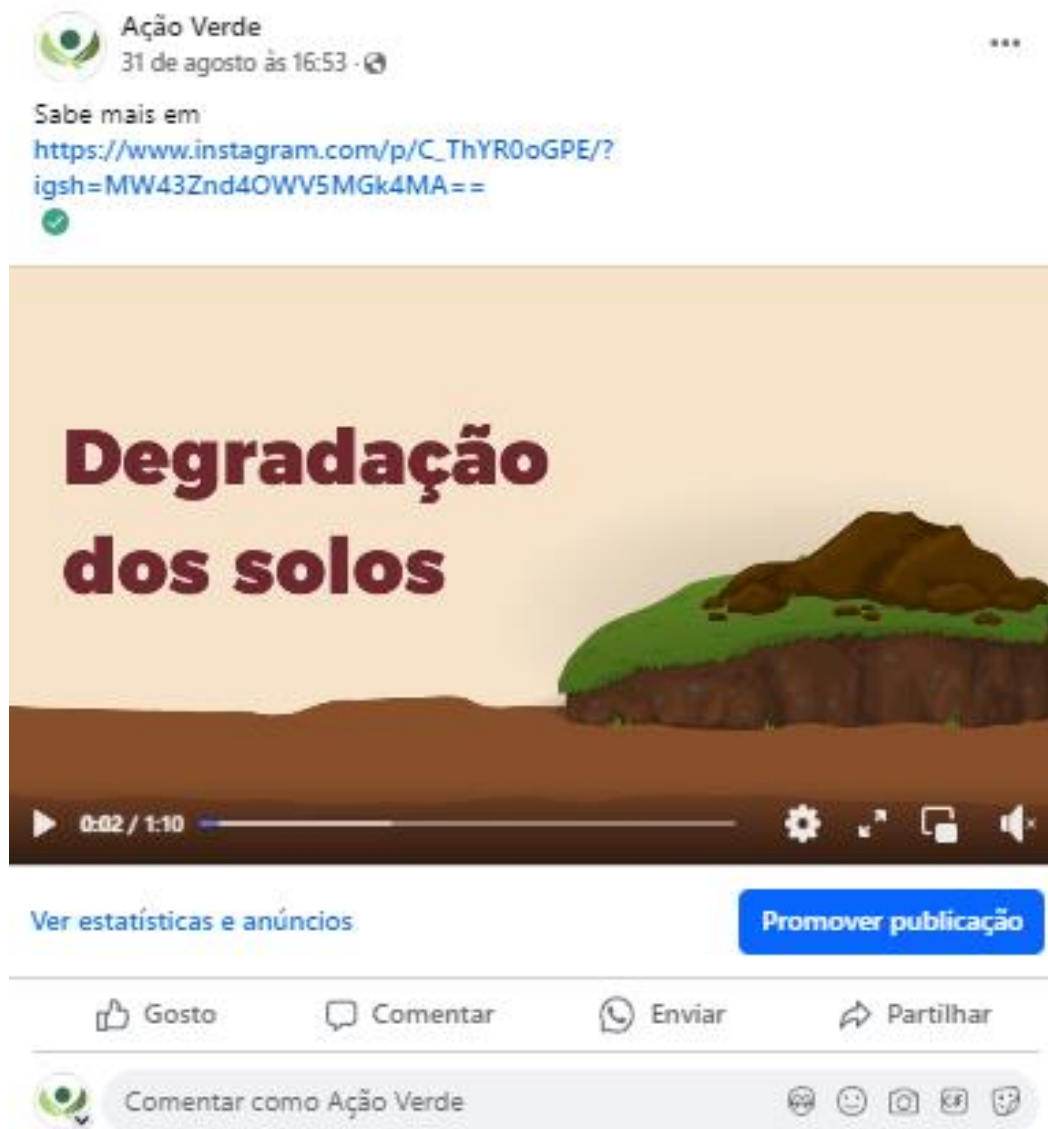 Ação Verde
31 de agosto às 16:53 ·
Sabe mais em
https://www.instagram.com/p/C_ThYR0oGPE/?
igsh=MW43Znd4OWV5MGk4MA==
Degradação
dos solos
0:02 / 1:10
Ver estatísticas e anúncios
Promover publicação
Gosto
Comentar
Enviar
Partilhar
Comentar como Ação Verde
GIF